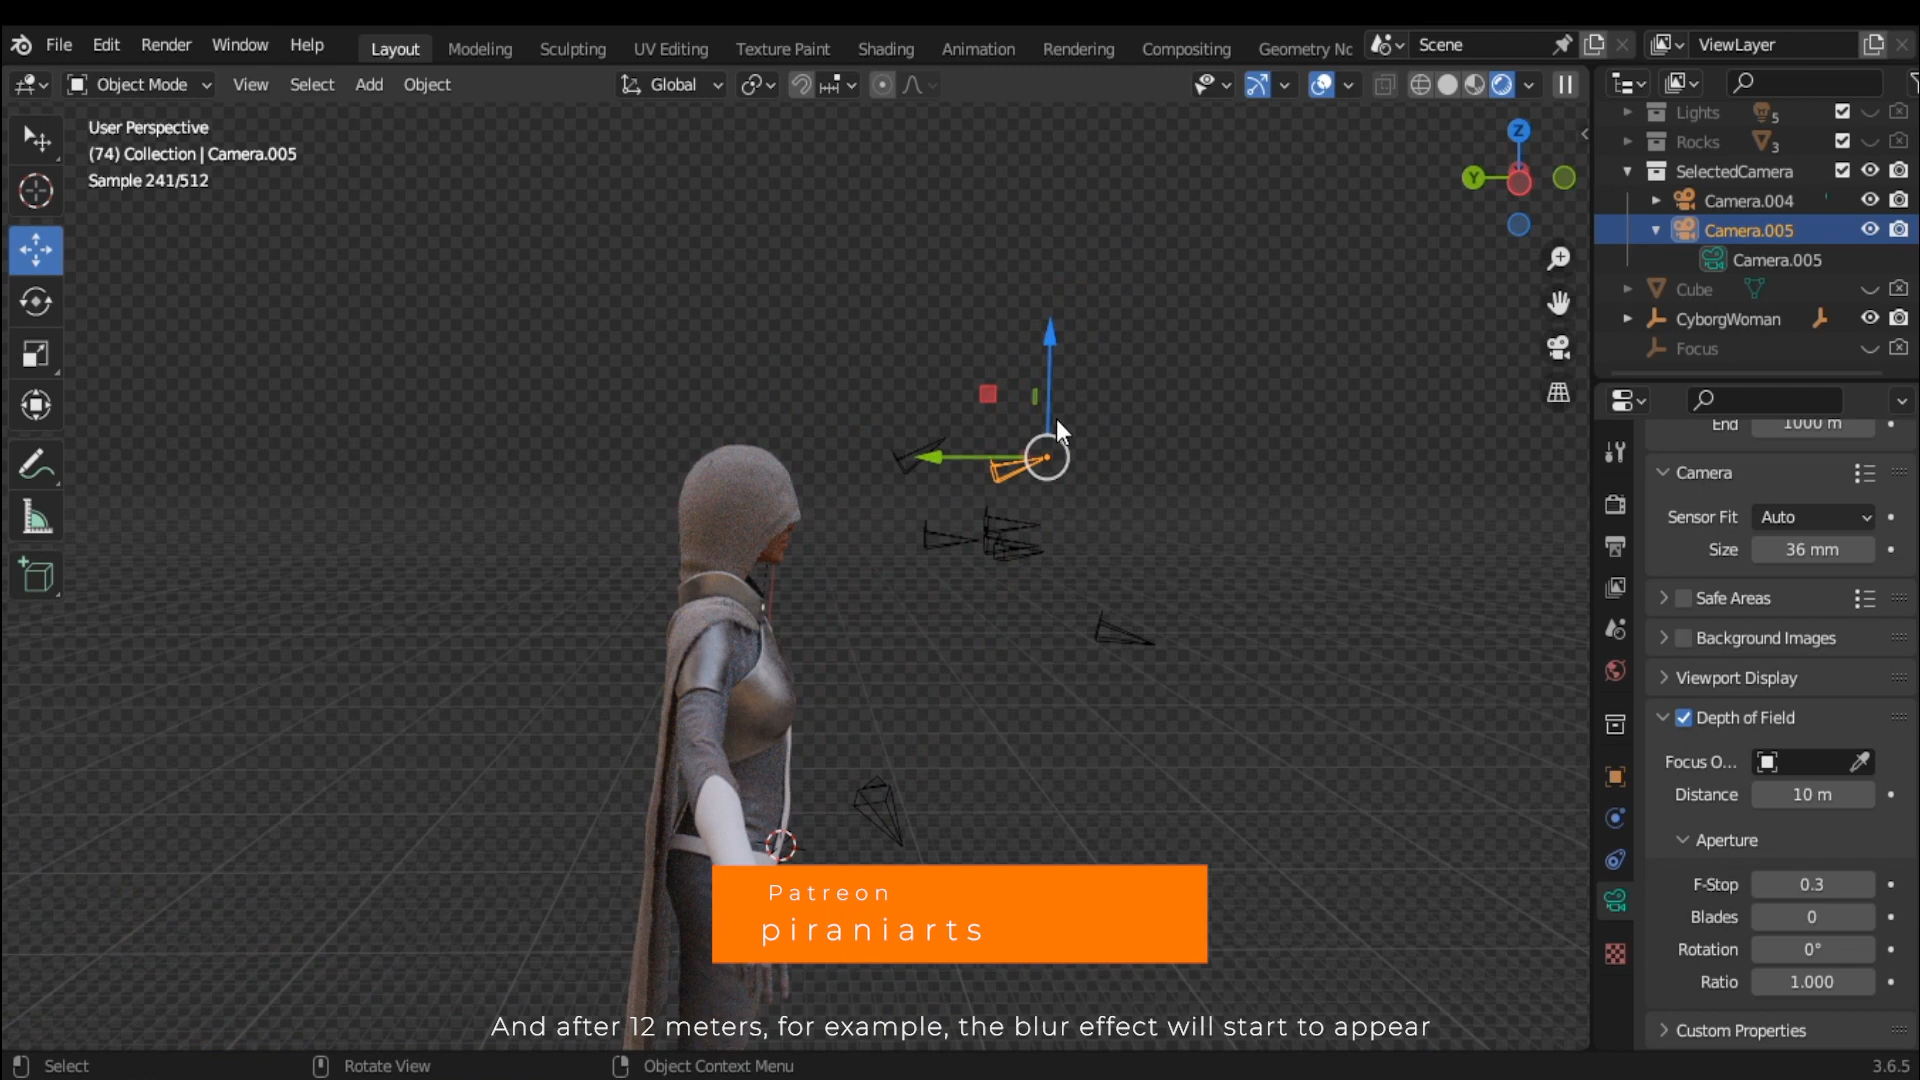 File Edit Render Window Help Layout Modeling Sculpting UV Editing Texture Paint Shading Animation Rendering Compositing Geometry Nc Scene ViewLayer
Object Mode View Select Add Object Global
User Perspective
(74) Collection | Camera.005
Sample 241/512
Z
Y
Lights 5
Rocks 3
SelectedCamera
Camera.004
Camera.005
Camera.005
Cube
CyborgWoman
Focus
End 1000 m
Camera
Sensor Fit Auto
Size 36 mm
Safe Areas
Background Images
Viewport Display
Depth of Field
Focus O...
Distance 10 m
Aperture
F-Stop 0.3
Blades 0
Rotation 0°
Ratio 1.000
Custom Properties
Patreon
piraniarts
And after 12 meters, for example, the blur effect will start to appear
Select Rotate View Object Context Menu 3.6.5